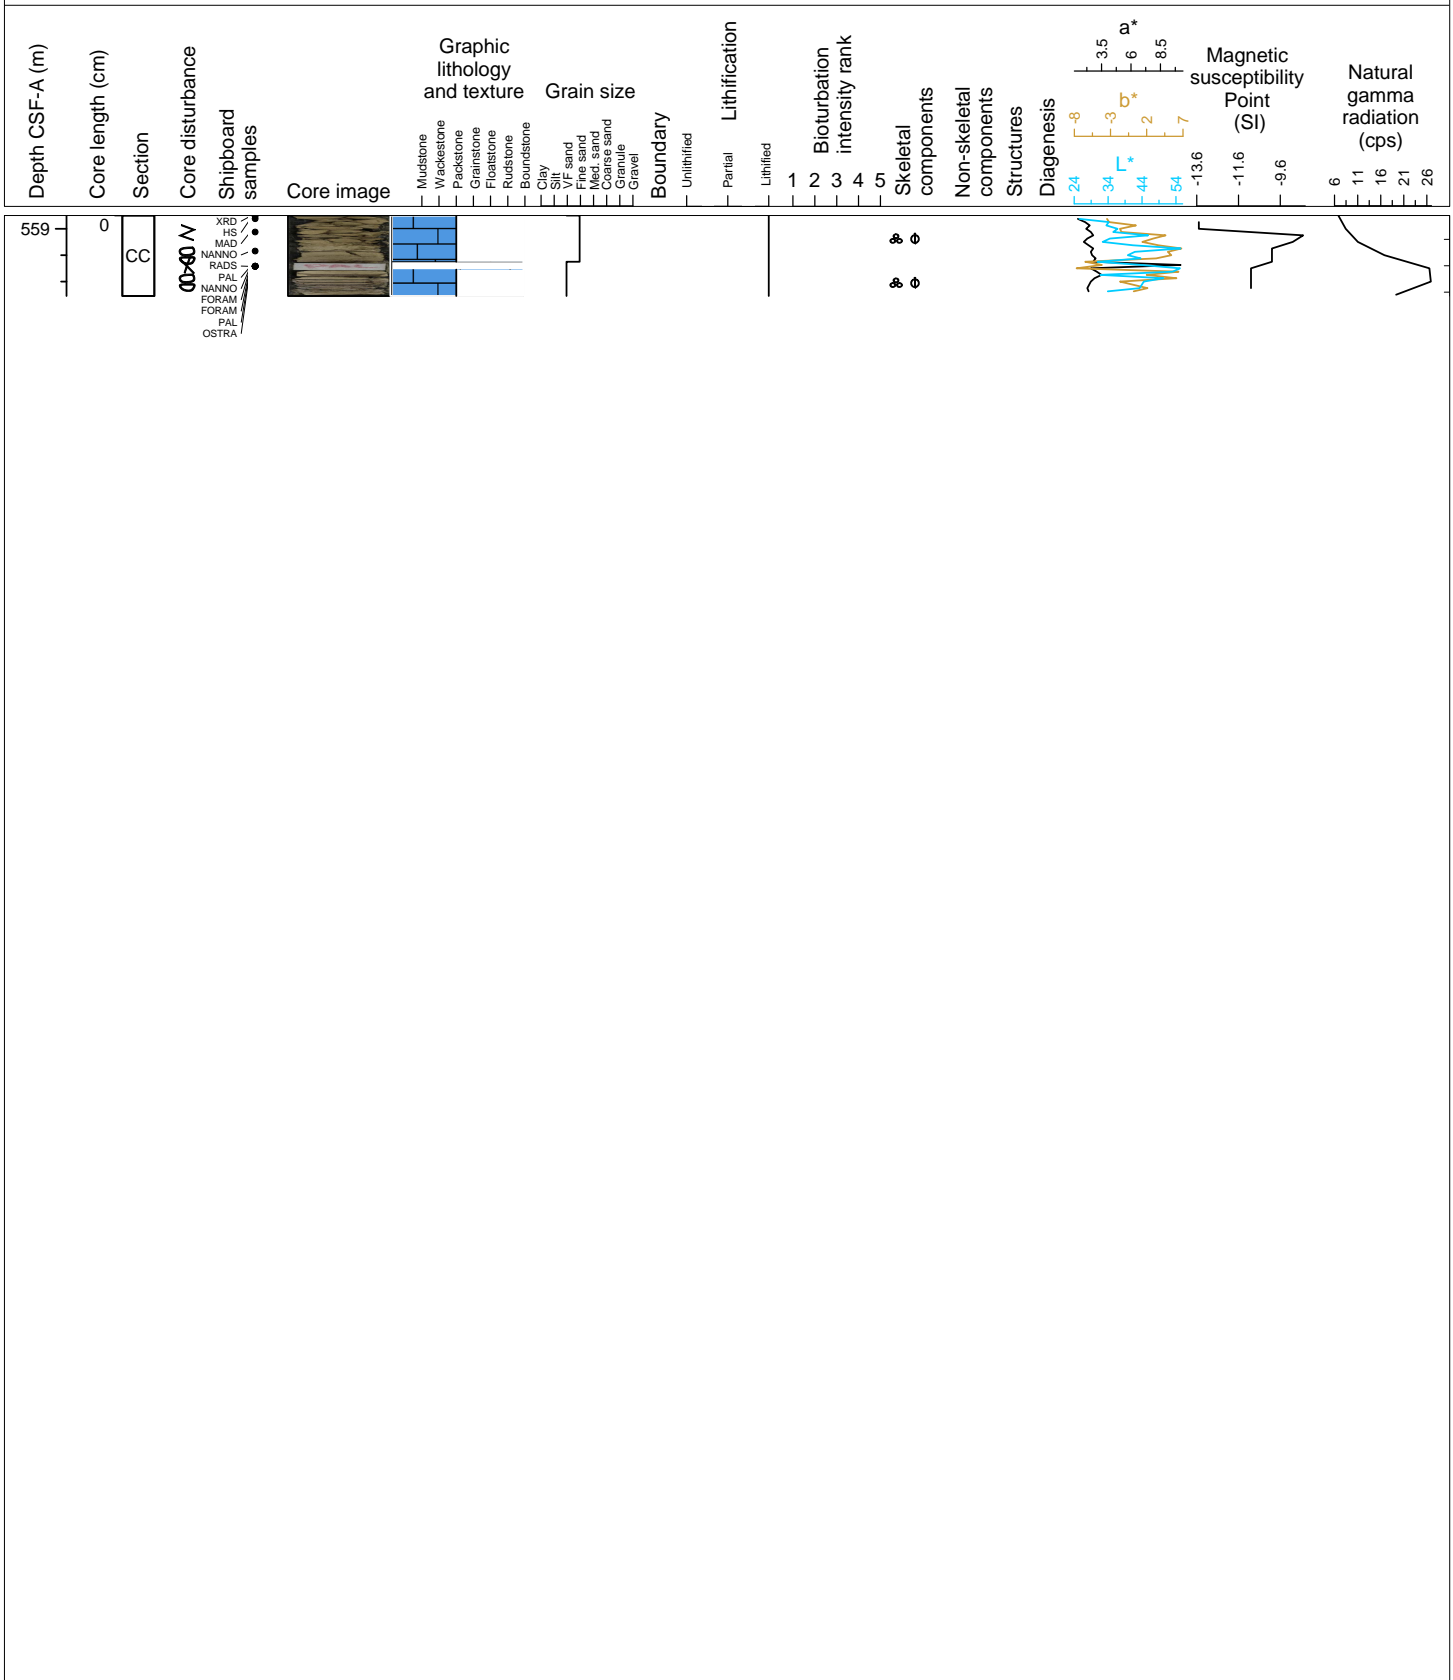 Depth CSF-A (m)
Core length (cm)
Section
Core disturbance
Shipboard
samples
Core image
Graphic
lithology
and texture
Mudstone
Wackestone
Packstone
Grainstone
Floatstone
Rudstone
Boundstone
Grain size
Clay
Silt
VF sand
Fine sand
Med. sand
Coarse sand
Granule
Gravel
Boundary
Lithification
Unlithified
Partial
Lithified
Bioturbation
intensity rank
1 2 3 4 5
Skeletal
components
Non-skeletal
components
Structures
Diagenesis
a*
3.5 6 8.5
b*
-8 -3 2 7
L*
24 34 44 54
Magnetic
susceptibility
Point
(SI)
-13.6 -11.6 -9.6
Natural
gamma
radiation
(cps)
6 11 16 21 26
559
0
CC
XRD
HS
MAD
NANNO
RADS
PAL
NANNO
FORAM
FORAM
PAL
OSTRA